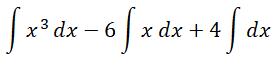 ∫ x³ dx − 6 ∫ x dx + 4 ∫ dx